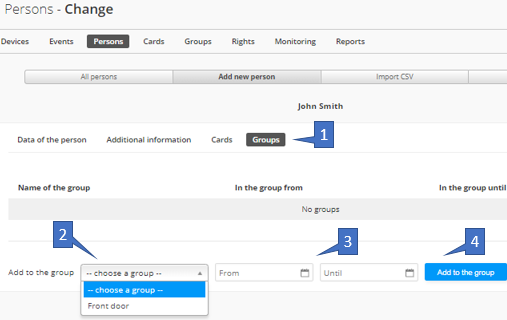 Persons - Change
Devices Events Persons Cards Groups Rights Monitoring Reports
All persons Add new person Import CSV
John Smith
Data of the person Additional information Cards Groups 1
Name of the group In the group from In the group until
No groups
2 3 4
Add to the group -- choose a group -- From Until Add to the group
-- choose a group --
Front door